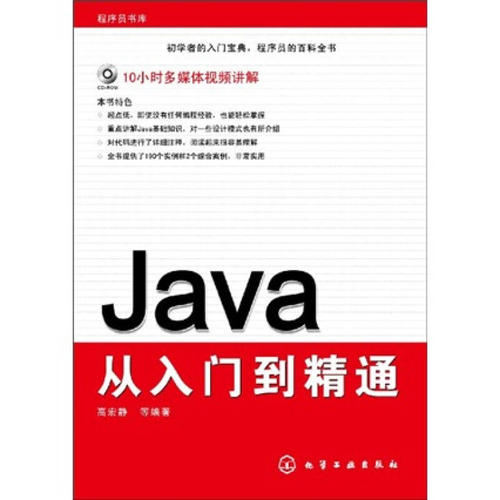 程序员书库
初学者的入门宝典，程序员的百科全书
CD-ROM
10小时多媒体视频讲解
本书特色
起点低，即使没有任何编程经验，也能轻松掌握
重点讲解Java基础知识，对一些设计模式也有所介绍
对代码进行了详细注释，阅读起来很容易理解
全书提供了190个实例和2个综合案例，非常实用
Java
从入门到精通
高宏静 等编著
化学工业出版社